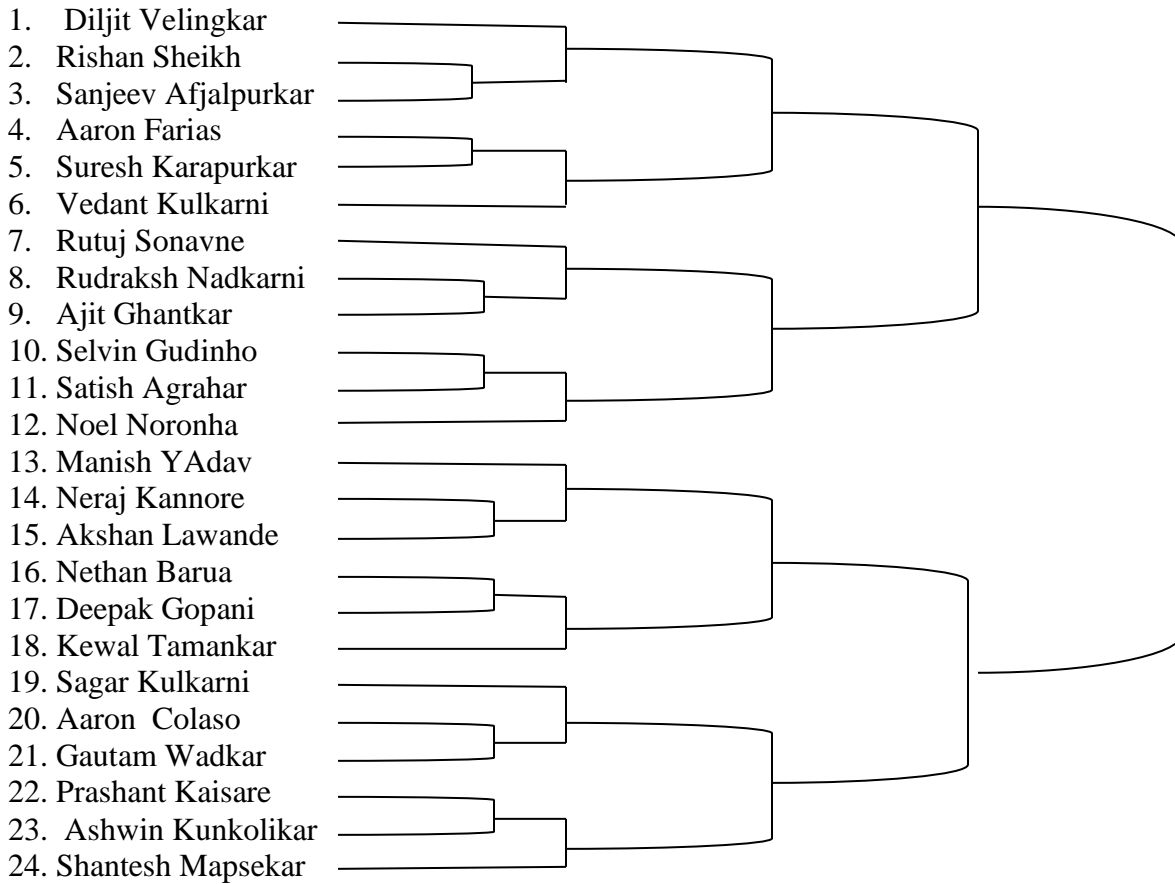 1. Diljit Velingkar
2. Rishan Sheikh
3. Sanjeev Afjalpurkar
4. Aaron Farias
5. Suresh Karapurkar
6. Vedant Kulkarni
7. Rutuj Sonavne
8. Rudraksh Nadkarni
9. Ajit Ghantkar
10. Selvin Gudinho
11. Satish Agrahar
12. Noel Noronha
13. Manish YAdav
14. Neraj Kannore
15. Akshan Lawande
16. Nethan Barua
17. Deepak Gopani
18. Kewal Tamankar
19. Sagar Kulkarni
20. Aaron Colaso
21. Gautam Wadkar
22. Prashant Kaisare
23. Ashwin Kunkolikar
24. Shantesh Mapsekar